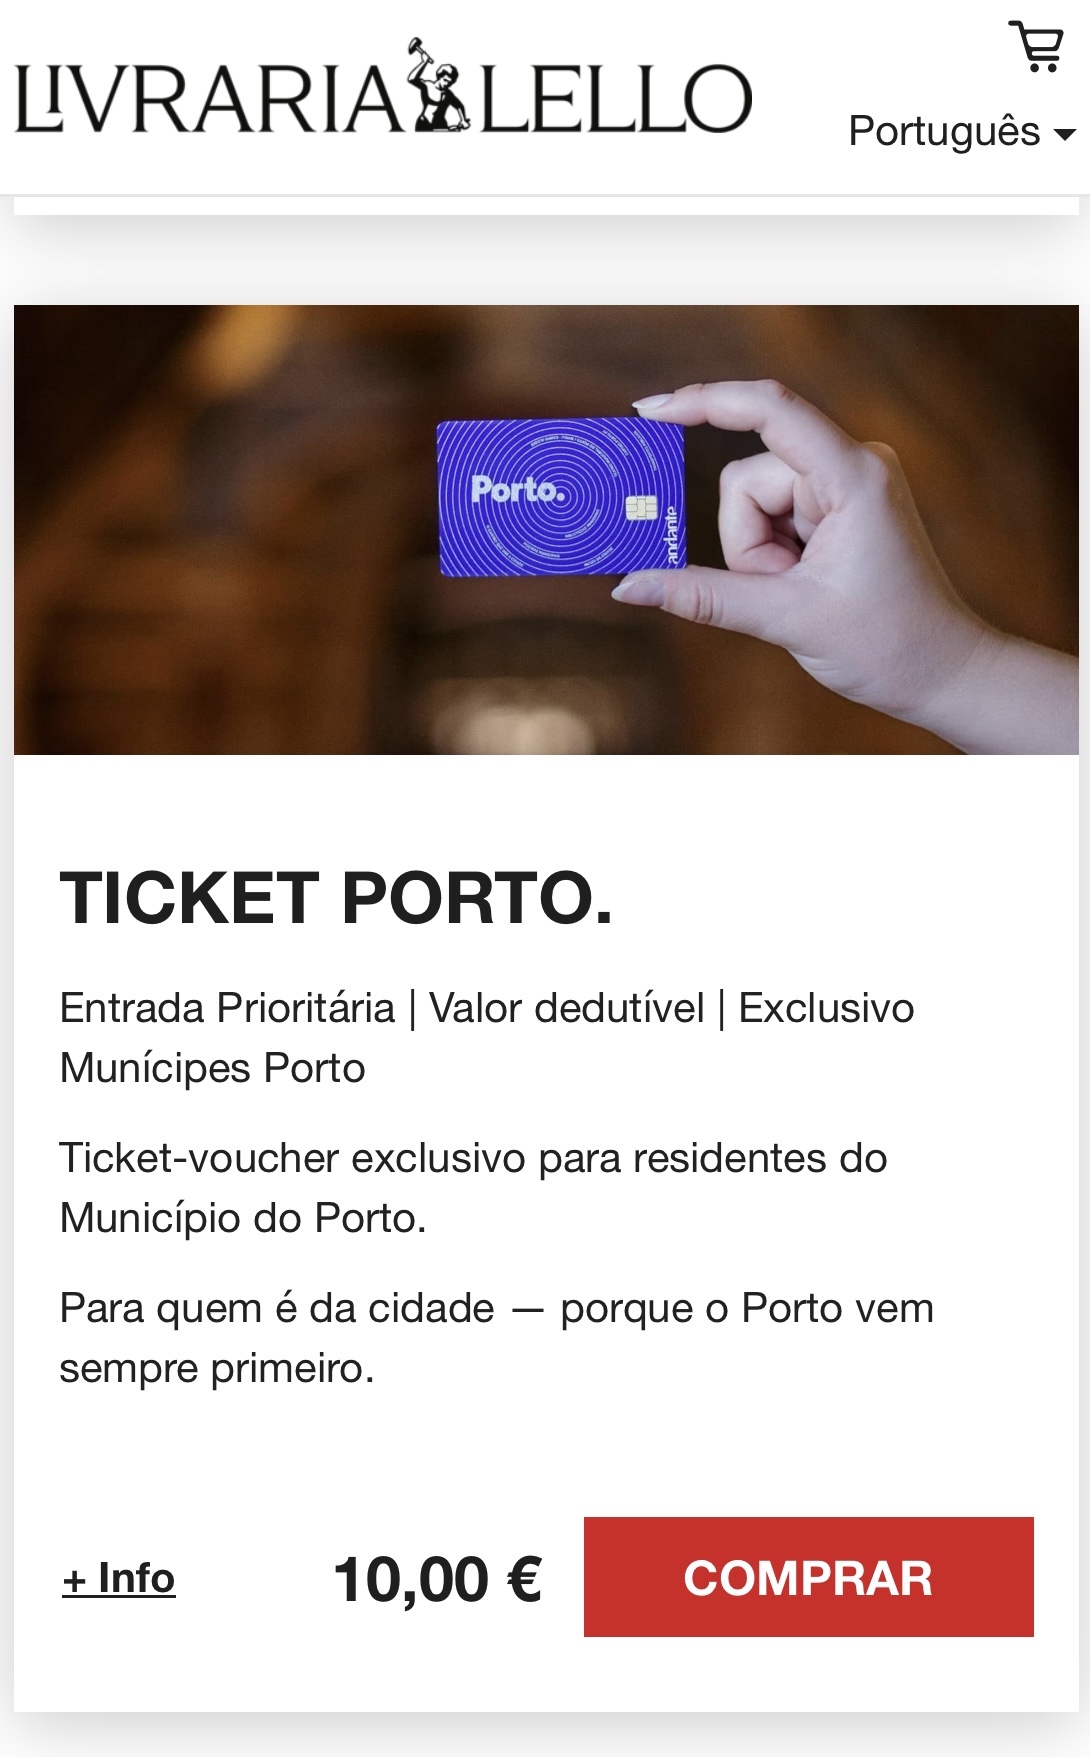 LIVRARIA LELLO
Português
Porto.
andante
TICKET PORTO.
Entrada Prioritária | Valor dedutível | Exclusivo
Munícipes Porto
Ticket-voucher exclusivo para residentes do
Município do Porto.
Para quem é da cidade — porque o Porto vem
sempre primeiro.
+ Info
10,00 €
COMPRAR